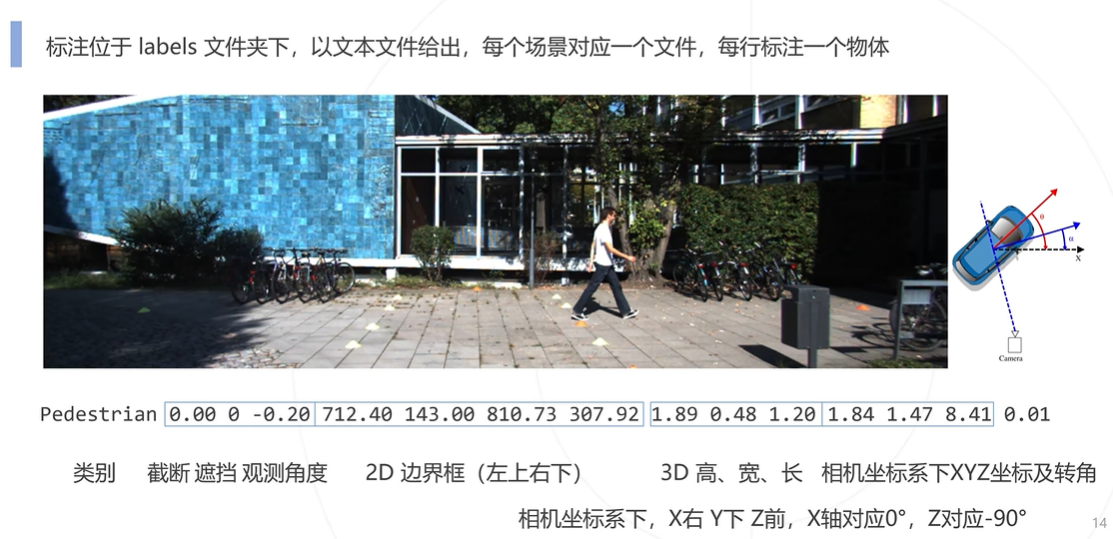 标注位于 labels 文件夹下，以文本文件给出，每个场景对应一个文件，每行标注一个物体
θ
α
X
Camera
Pedestrian 0.00 0 -0.20 712.40 143.00 810.73 307.92 1.89 0.48 1.20 1.84 1.47 8.41 0.01
类别 截断 遮挡 观测角度 2D 边界框（左上右下） 3D 高、宽、长 相机坐标系下XYZ坐标及转角
相机坐标系下，X右 Y下 Z前，X轴对应0°，Z对应-90°
14